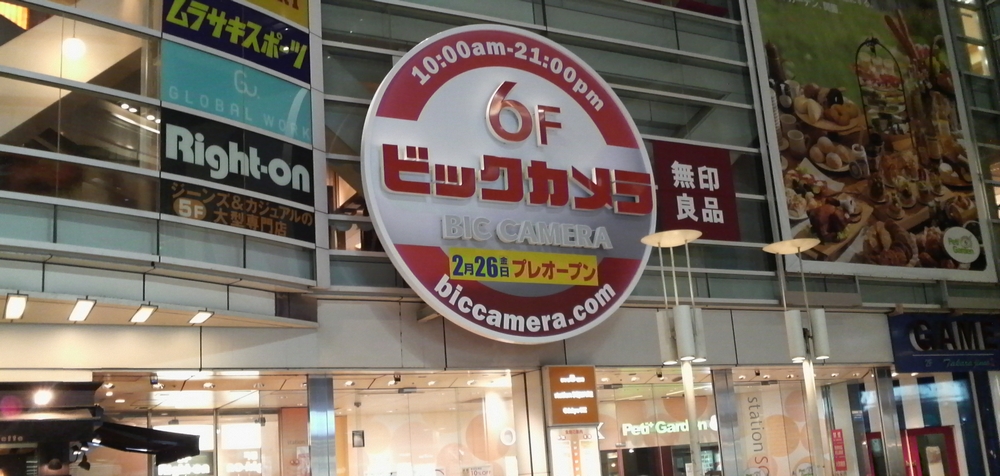 ムラサキスポーツ
GLOBAL WORK
Right-on
ジーンズ&カジュアルの
5F 大型専門店
10:00am-21:00pm
6F
ビックカメラ
BIC CAMERA
2月26日 金 プレオープン
biccamera.com
無印
良品
GAME
Peti*Garden
station
Right-on